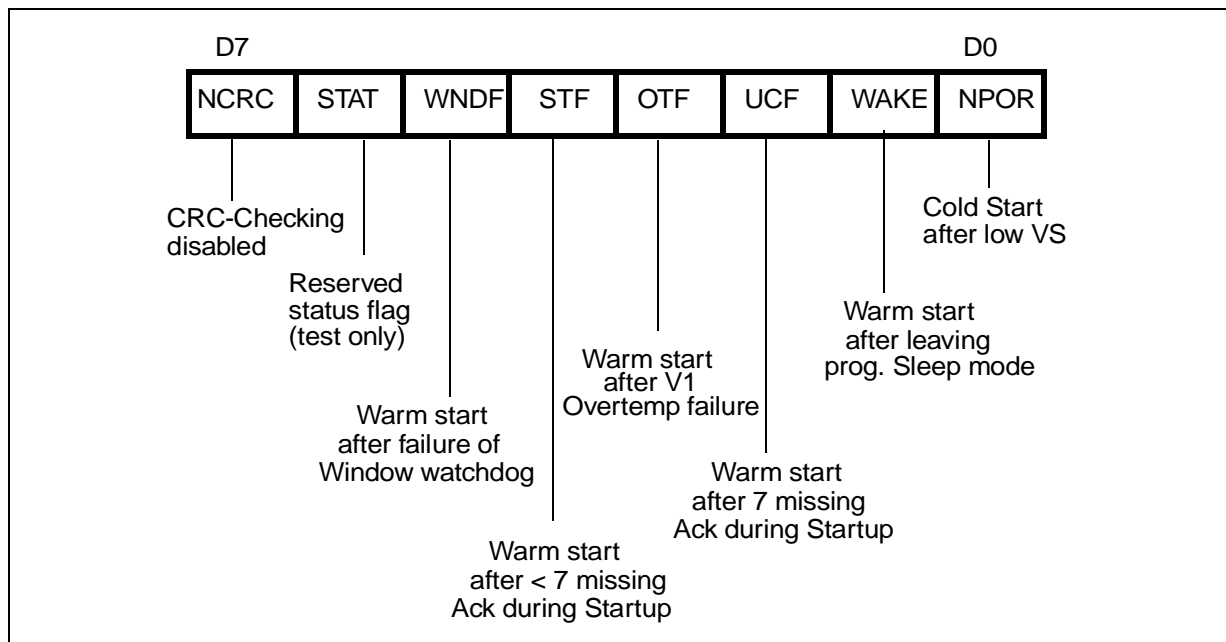 D7
D0
NCRC
STAT
WNDF
STF
OTF
UCF
WAKE
NPOR
CRC-Checking
disabled
Reserved
status flag
(test only)
Warm start
after failure of
Window watchdog
Warm start
after < 7 missing
Ack during Startup
Warm start
after V1
Overtemp failure
Warm start
after 7 missing
Ack during Startup
Warm start
after leaving
prog. Sleep mode
Cold Start
after low VS